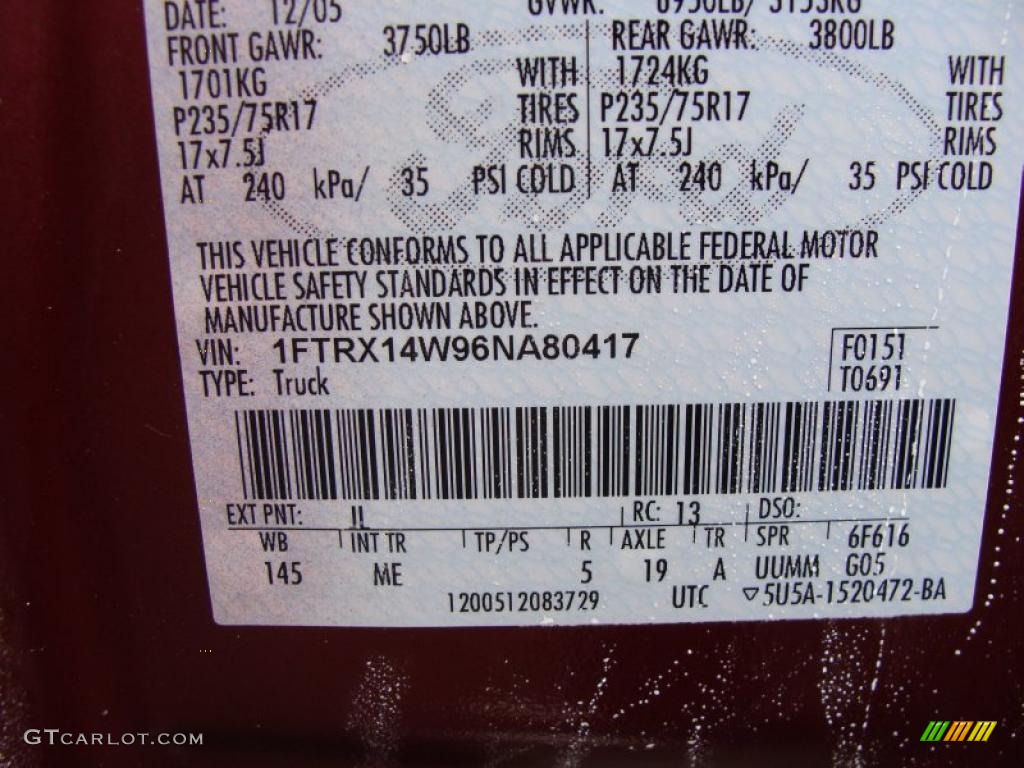 DATE: 12/05 GVWR: 6950LB/ 3153KG
FRONT GAWR: 3750LB REAR GAWR: 3800LB
1701KG WITH 1724KG WITH
P235/75R17 TIRES P235/75R17 TIRES
17x7.5J RIMS 17x7.5J RIMS
AT 240 kPa/ 35 PSI COLD AT 240 kPa/ 35 PSI COLD
Ford
THIS VEHICLE CONFORMS TO ALL APPLICABLE FEDERAL MOTOR
VEHICLE SAFETY STANDARDS IN EFFECT ON THE DATE OF
MANUFACTURE SHOWN ABOVE.
VIN: 1FTRX14W96NA80417 F0151
TYPE: Truck T0691
EXT PNT: JL RC: 13 DSO:
WB INT TR TP/PS R AXLE TR SPR 6F616
145 ME 5 19 A UUMM G05
1200512083729 UTC ▽5U5A-1520472-BA
GTCARLOT.COM